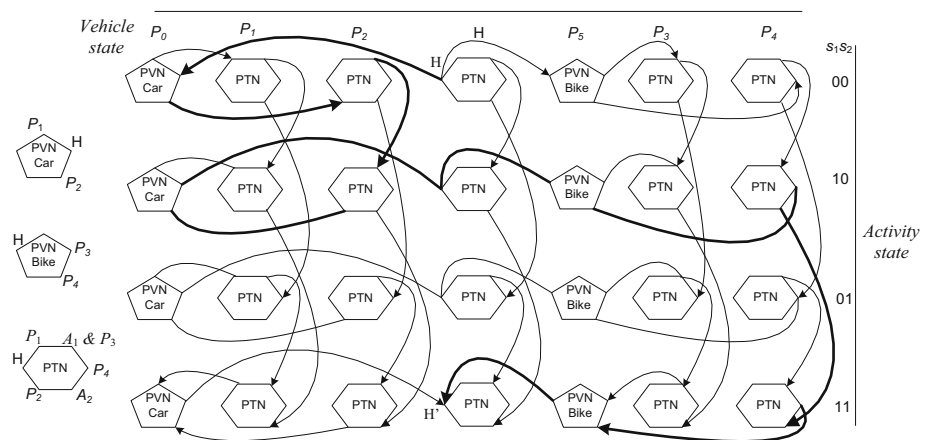 Vehicle state
P0 P1 P2 H H P5 P3 P4
s1s2
PVN Car PTN PTN PTN PVN Bike PTN PTN 00
P1
PVN Car H
P2
PVN Car PTN PTN PTN PVN Bike PTN PTN 10
H PVN Bike P3
P4
Activity state
PVN Car PTN PTN PTN PVN Bike PTN PTN 01
P1 A1 & P3
H PTN P4
P2 A2
PVN Car PTN PTN H' PTN PVN Bike PTN PTN 11